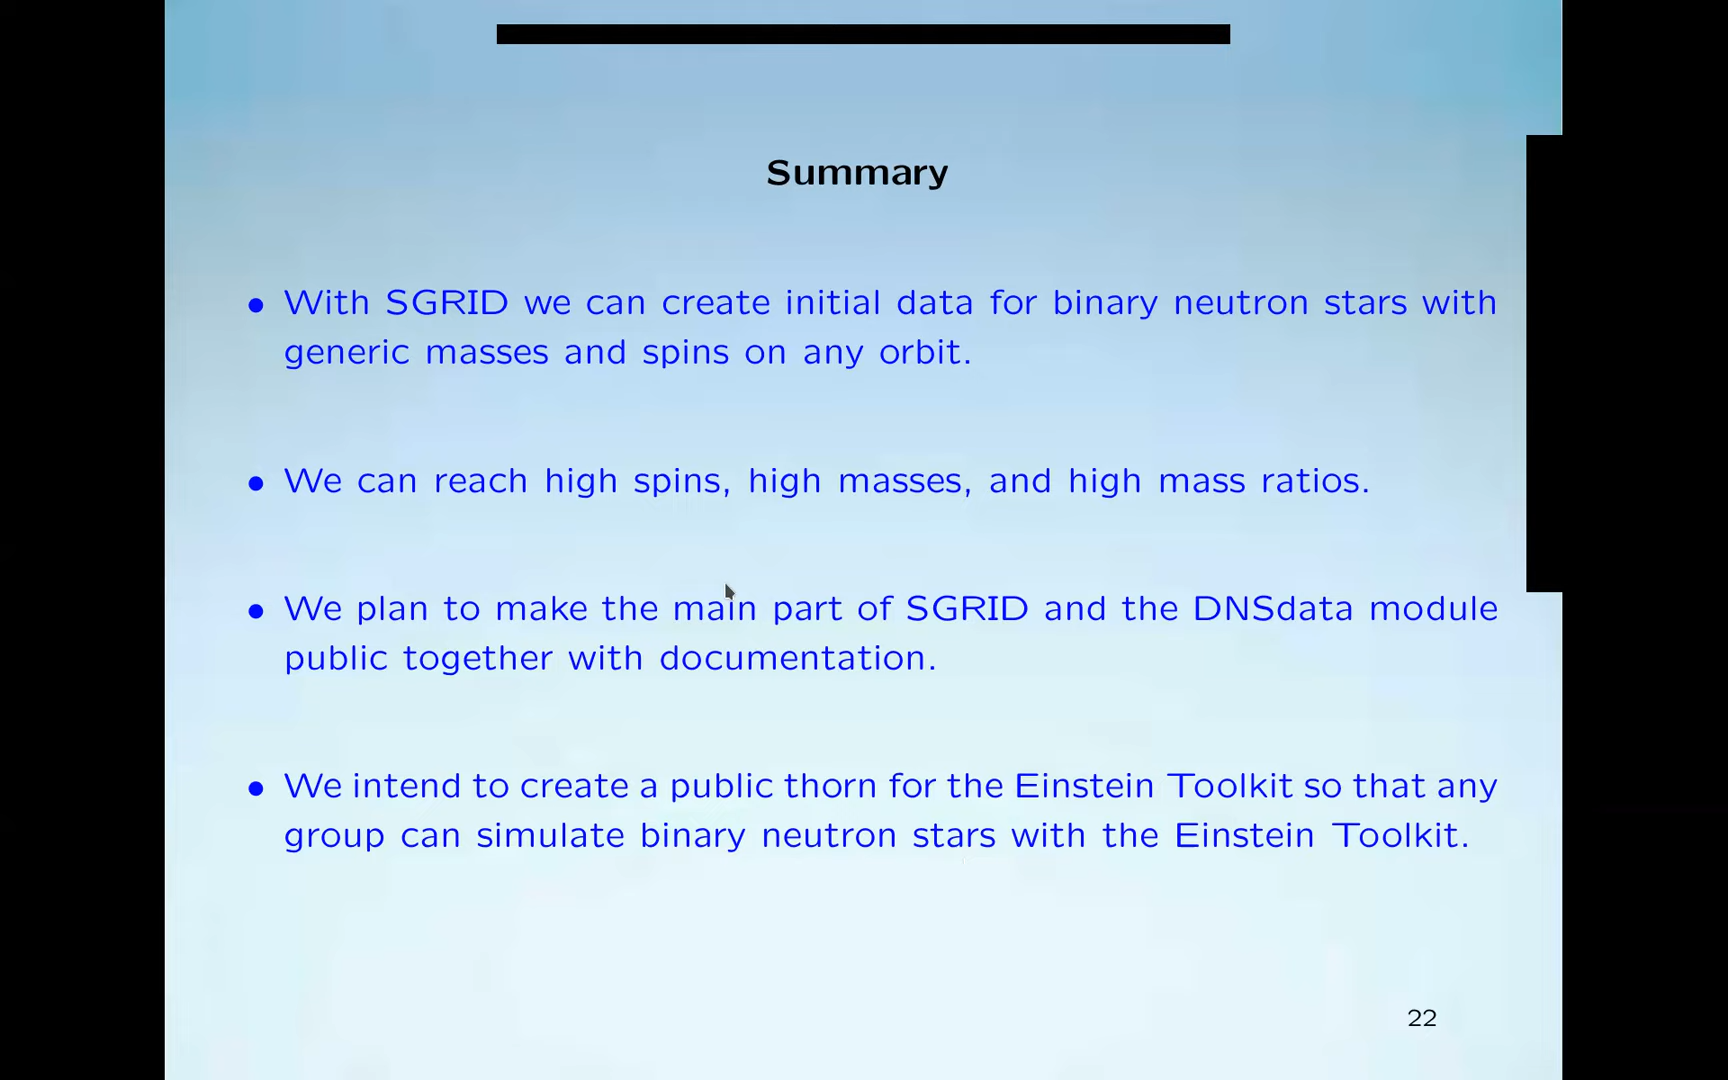 Summary
• With SGRID we can create initial data for binary neutron stars with
generic masses and spins on any orbit.
• We can reach high spins, high masses, and high mass ratios.
• We plan to make the main part of SGRID and the DNSdata module
public together with documentation.
• We intend to create a public thorn for the Einstein Toolkit so that any
group can simulate binary neutron stars with the Einstein Toolkit.
22